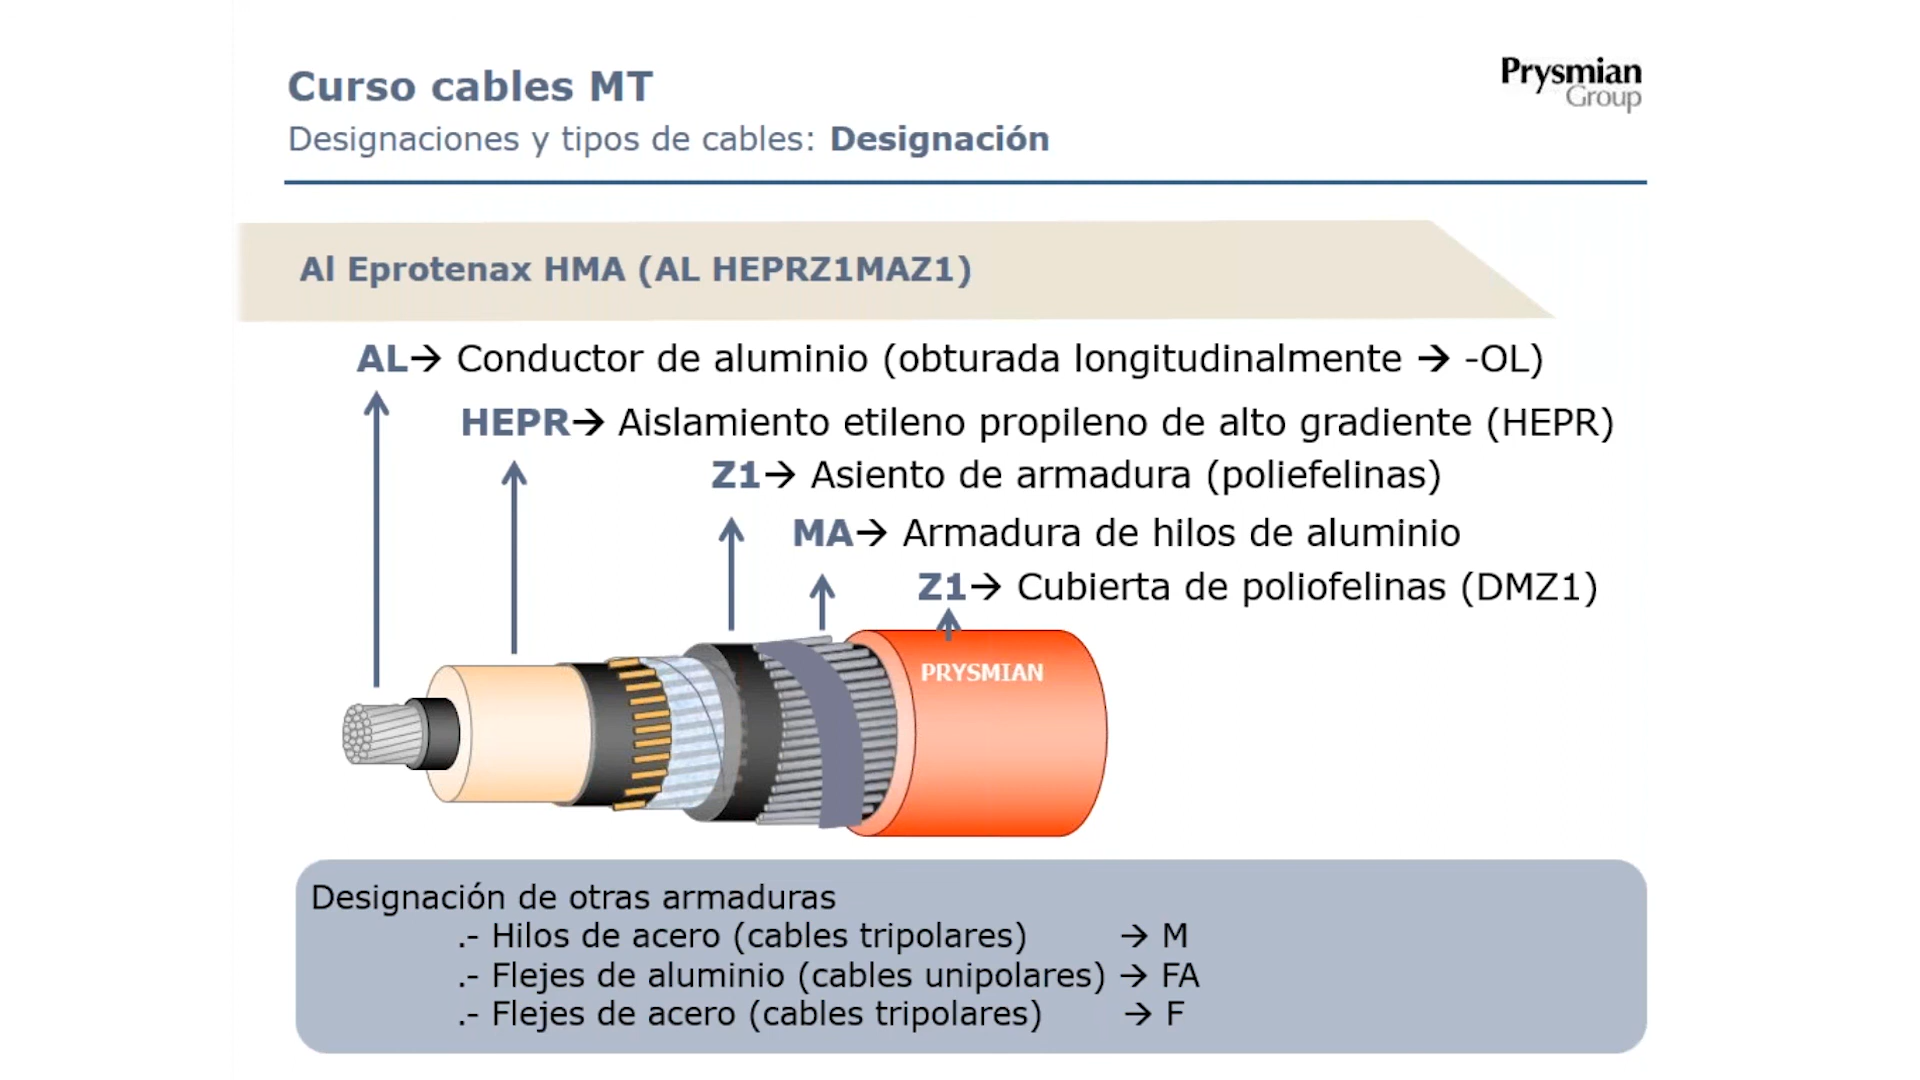 Curso cables MT
Prysmian
Group
Designaciones y tipos de cables: Designación
Al Eprotenax HMA (AL HEPRZ1MAZ1)
AL→ Conductor de aluminio (obturada longitudinalmente → -OL)
HEPR→ Aislamiento etileno propileno de alto gradiente (HEPR)
Z1→ Asiento de armadura (poliefelinas)
MA→ Armadura de hilos de aluminio
Z1→ Cubierta de poliofelinas (DMZ1)
PRYSMIAN
Designación de otras armaduras
.- Hilos de acero (cables tripolares) → M
.- Flejes de aluminio (cables unipolares) → FA
.- Flejes de acero (cables tripolares) → F